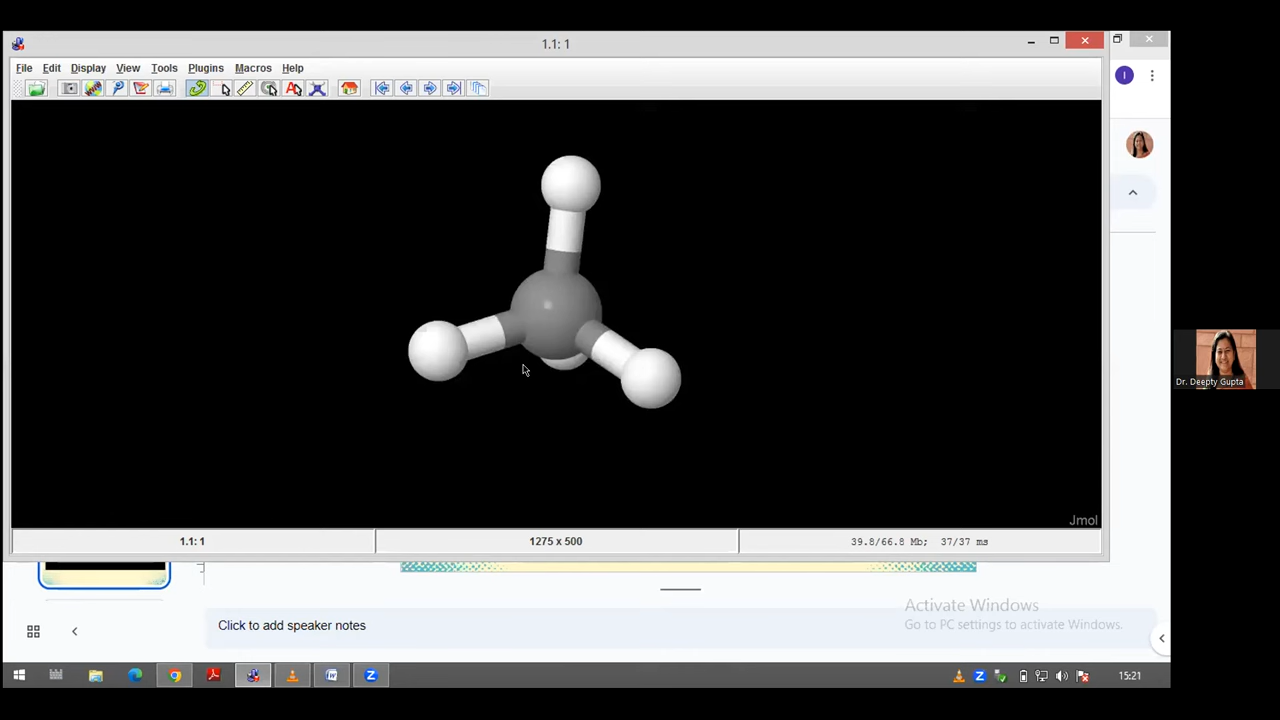 1.1: 1
File Edit Display View Tools Plugins Macros Help
I
Jmol
1.1: 1 1275 x 500 39.8/66.8 Mb; 37/37 ms
Dr. Deepty Gupta
Activate Windows
Go to PC settings to activate Windows.
Click to add speaker notes
15:21